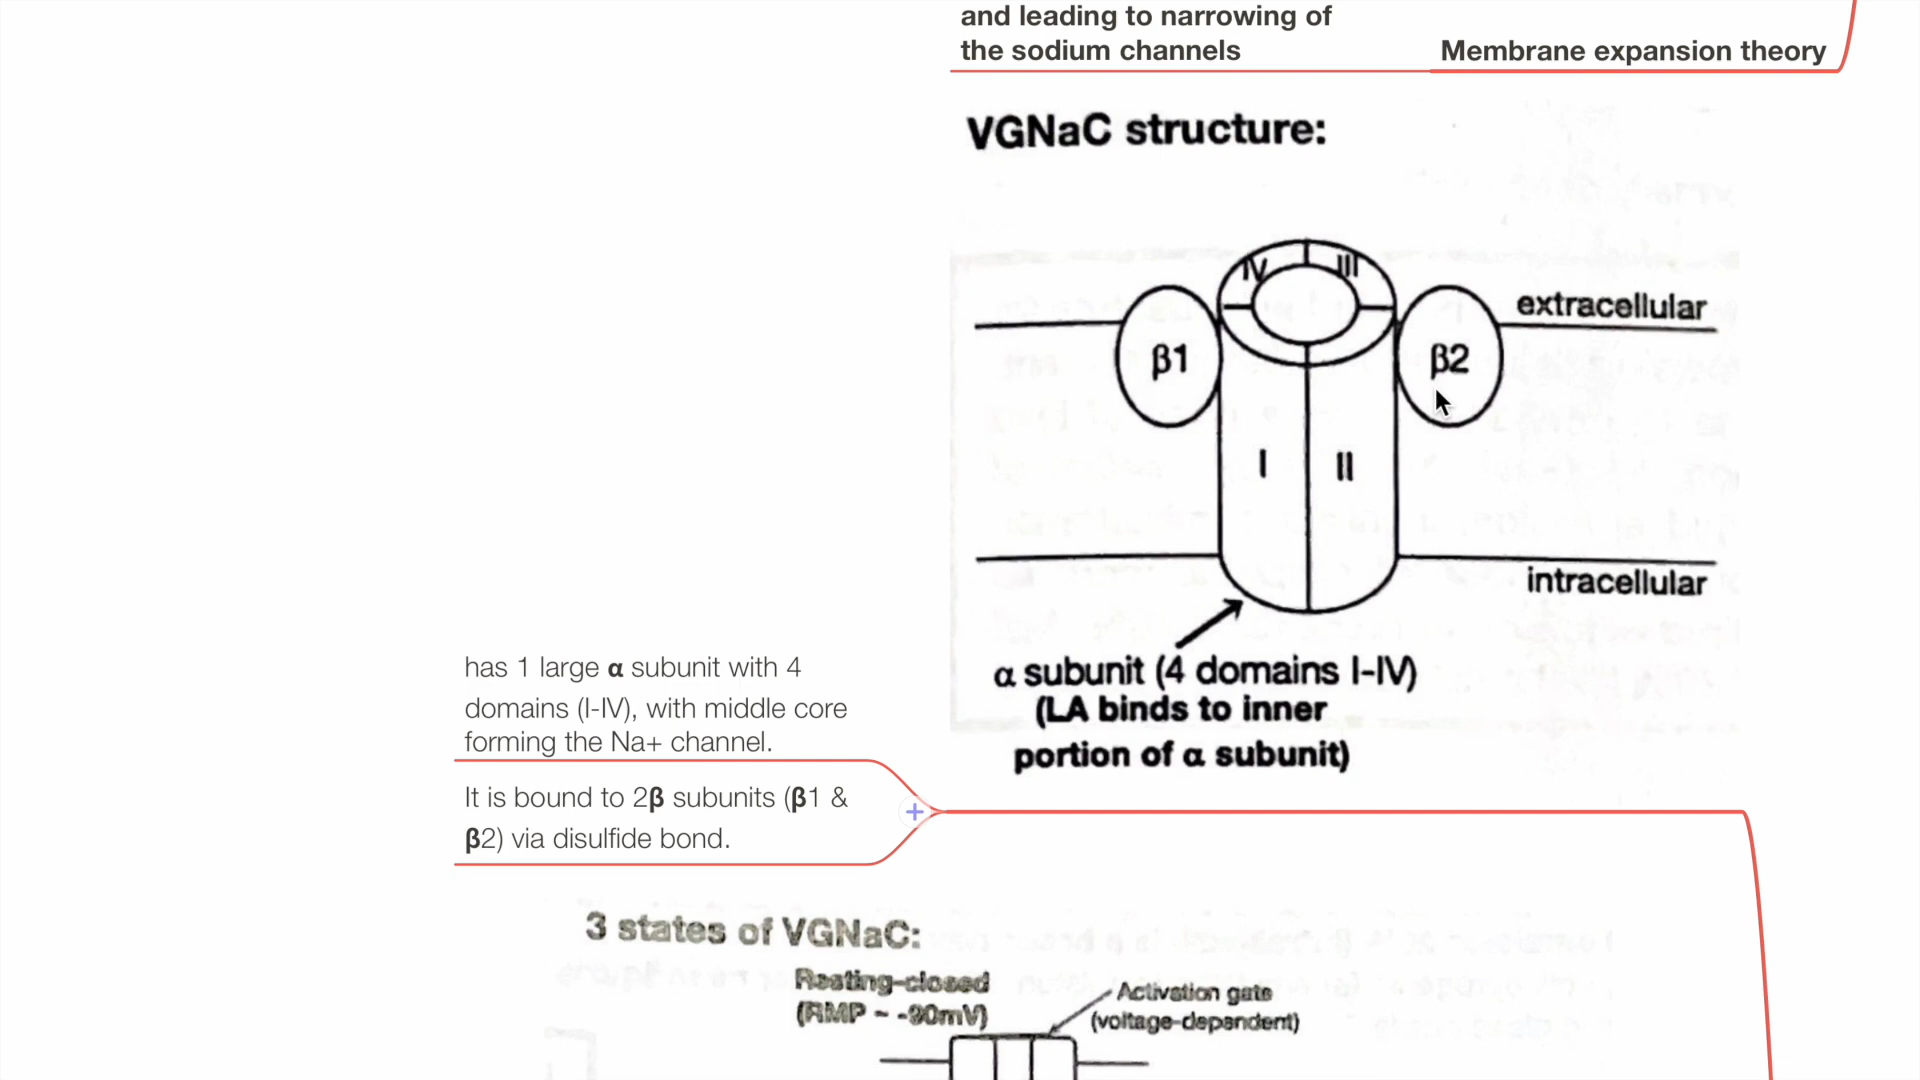 and leading to narrowing of
the sodium channels
Membrane expansion theory
VGNaC structure:
IV
III
extracellular
β1
β2
I
II
intracellular
α subunit (4 domains I-IV)
(LA binds to inner
portion of α subunit)
has 1 large α subunit with 4
domains (I-IV), with middle core
forming the Na+ channel.
It is bound to 2β subunits (β1 &
β2) via disulfide bond.
3 states of VGNaC:
Resting-closed
(RMP ~ -90mV)
Activation gate
(voltage-dependent)